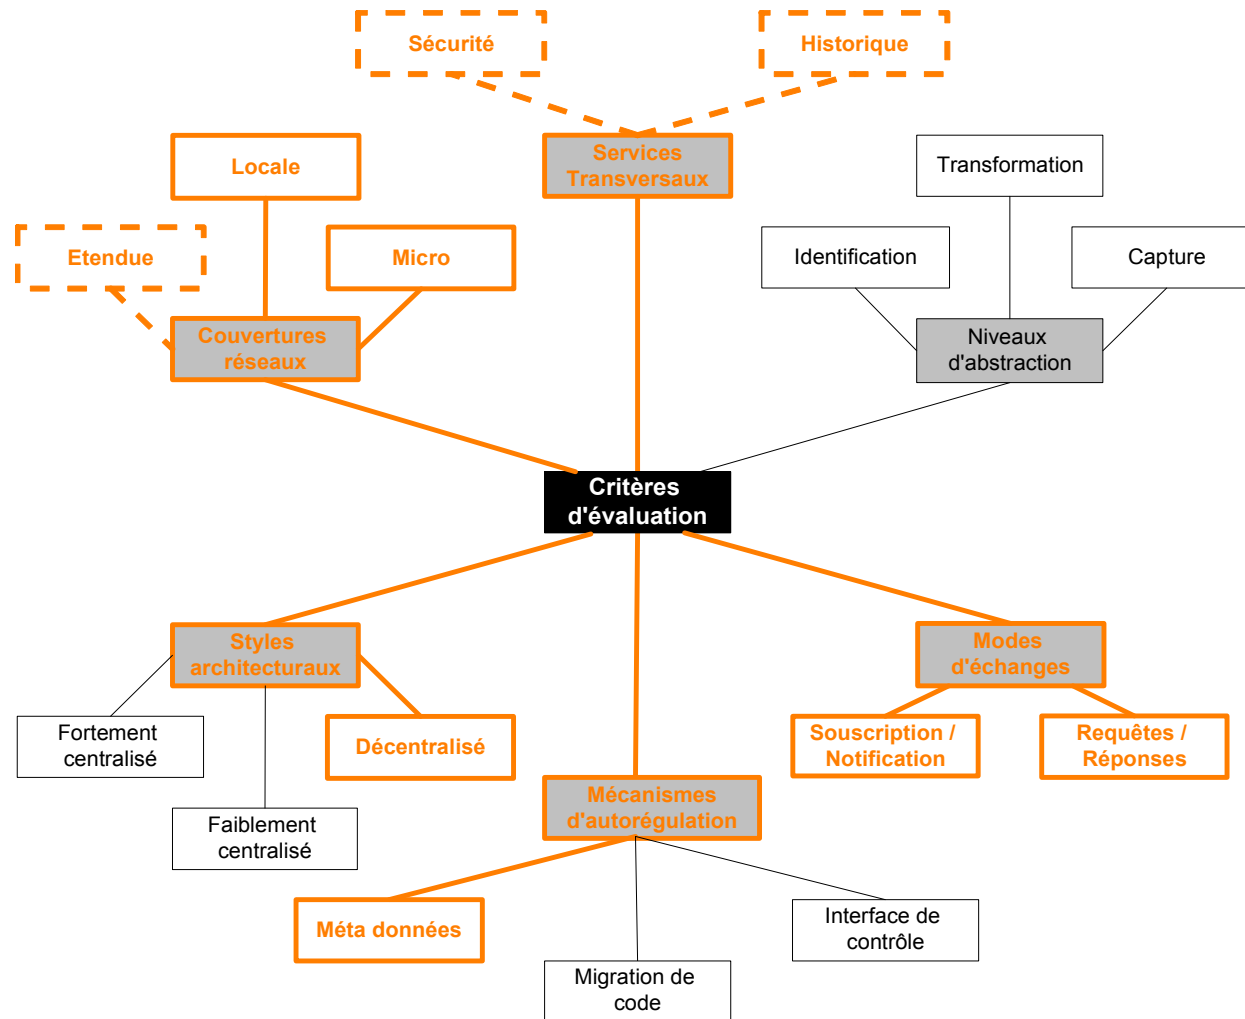 Sécurité
Historique
Services
Transversaux
Locale
Transformation
Etendue
Micro
Identification
Capture
Couvertures
réseaux
Niveaux
d'abstraction
Critères
d'évaluation
Styles
architecturaux
Modes
d'échanges
Fortement
centralisé
Décentralisé
Souscription /
Notification
Requêtes /
Réponses
Mécanismes
d'autorégulation
Faiblement
centralisé
Méta données
Interface de
contrôle
Migration de
code